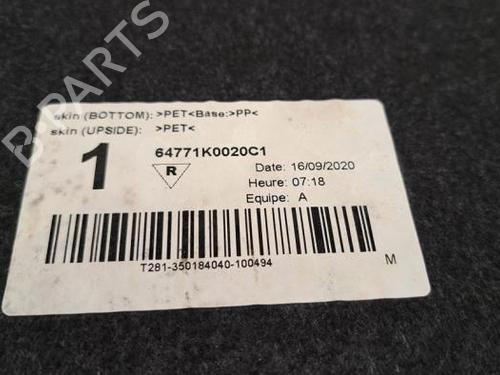 skin (BOTTOM): >PET<Base:>PP<
skin (UPSIDE): >PET<
1
64771K0020C1
R
Date: 16/09/2020
Heure: 07:18
Equipe: A
T281-350184040-100494
M
B-PARTS